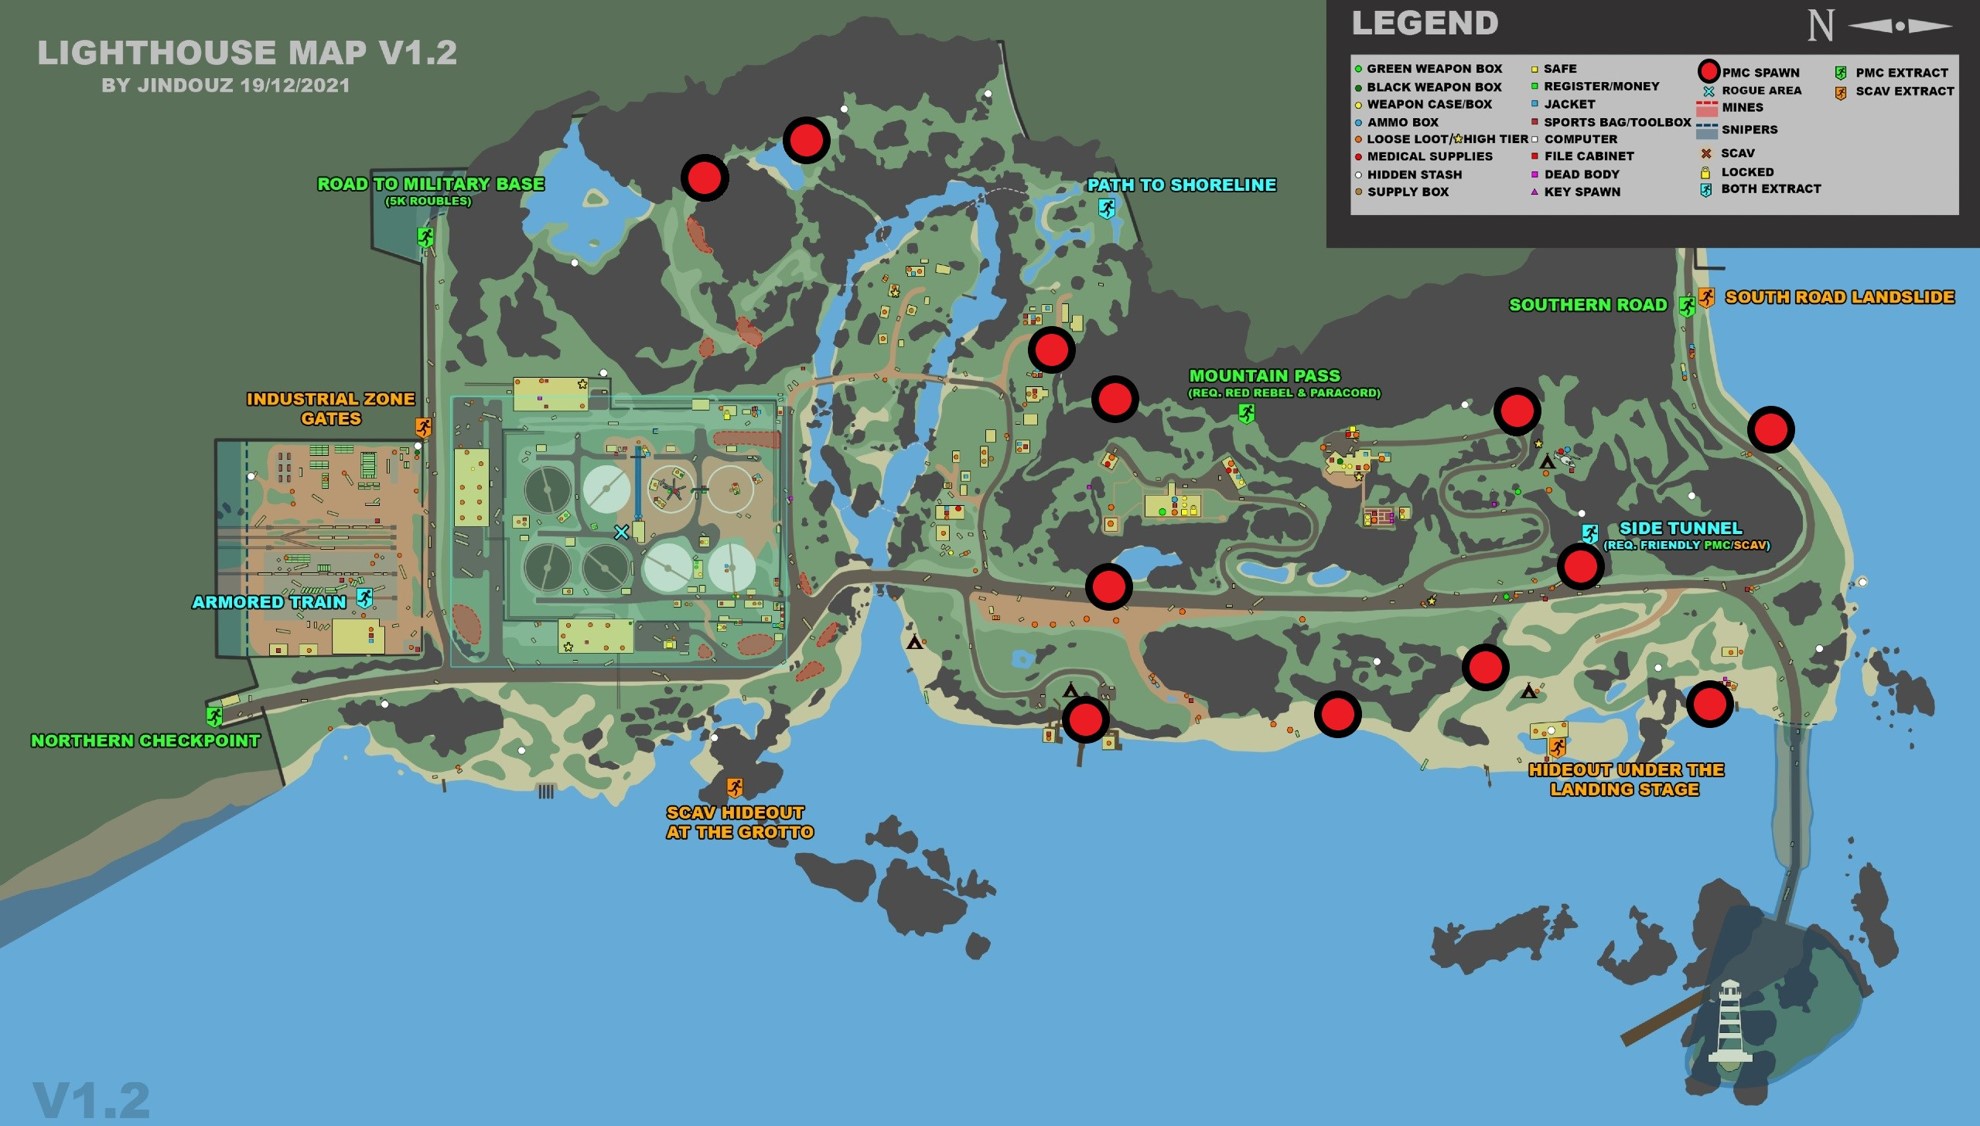 LIGHTHOUSE MAP V1.2
BY JINDOUZ 19/12/2021
LEGEND
N
GREEN WEAPON BOX
BLACK WEAPON BOX
WEAPON CASE/BOX
AMMO BOX
LOOSE LOOT/HIGH TIER
MEDICAL SUPPLIES
HIDDEN STASH
SUPPLY BOX
SAFE
REGISTER/MONEY
JACKET
SPORTS BAG/TOOLBOX
COMPUTER
FILE CABINET
DEAD BODY
KEY SPAWN
PMC SPAWN
ROGUE AREA
MINES
SNIPERS
SCAV
LOCKED
BOTH EXTRACT
PMC EXTRACT
SCAV EXTRACT
ROAD TO MILITARY BASE
(5K ROUBLES)
PATH TO SHORELINE
SOUTHERN ROAD
SOUTH ROAD LANDSLIDE
MOUNTAIN PASS
(REQ. RED REBEL & PARACORD)
INDUSTRIAL ZONE
GATES
SIDE TUNNEL
(REQ. FRIENDLY PMC/SCAV)
ARMORED TRAIN
NORTHERN CHECKPOINT
HIDEOUT UNDER THE
LANDING STAGE
SCAV HIDEOUT
AT THE GROTTO
V1.2